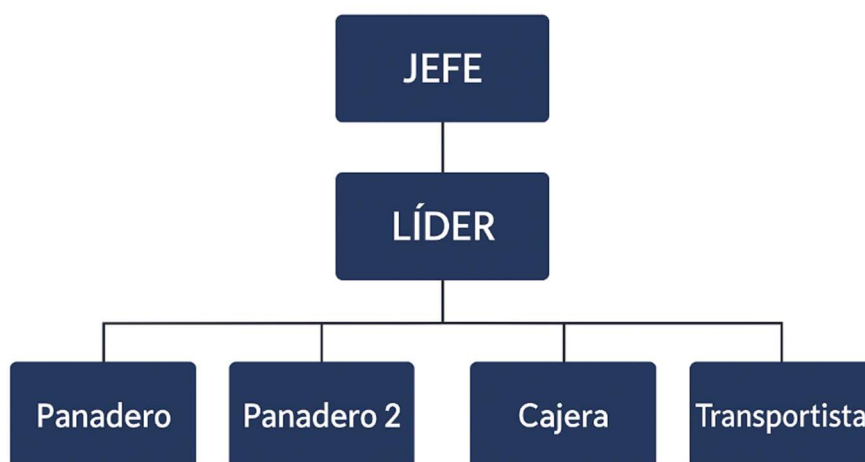 JEFE
LÍDER
Panadero
Panadero 2
Cajera
Transportista